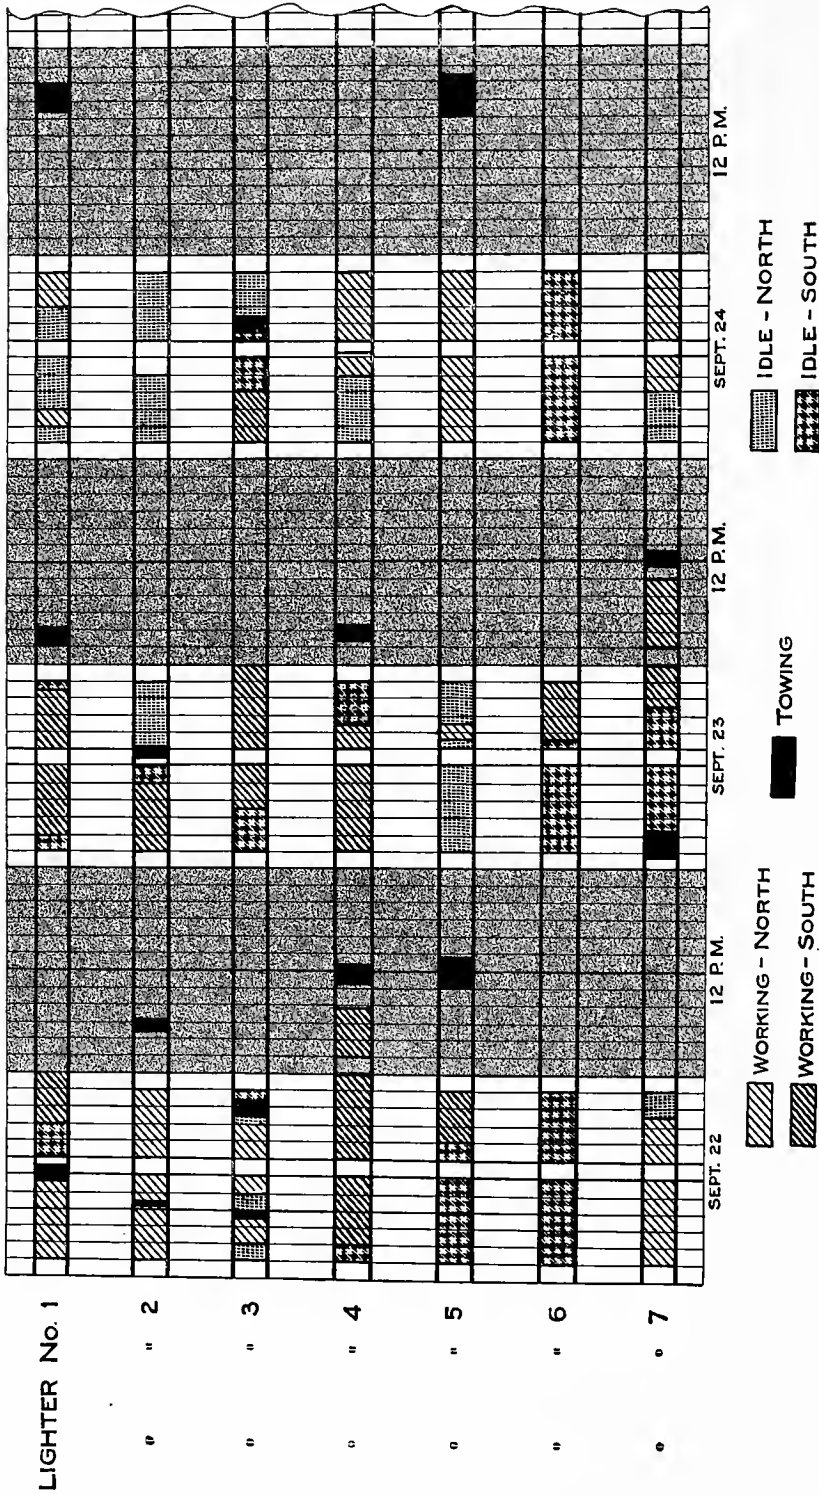 LIGHTER No. 1
" " 2
" " 3
" " 4
" " 5
" " 6
" " 7
SEPT. 22 12 P.M. SEPT. 23 12 P.M. SEPT. 24 12 P.M.
WORKING - NORTH TOWING IDLE - NORTH
WORKING - SOUTH IDLE - SOUTH